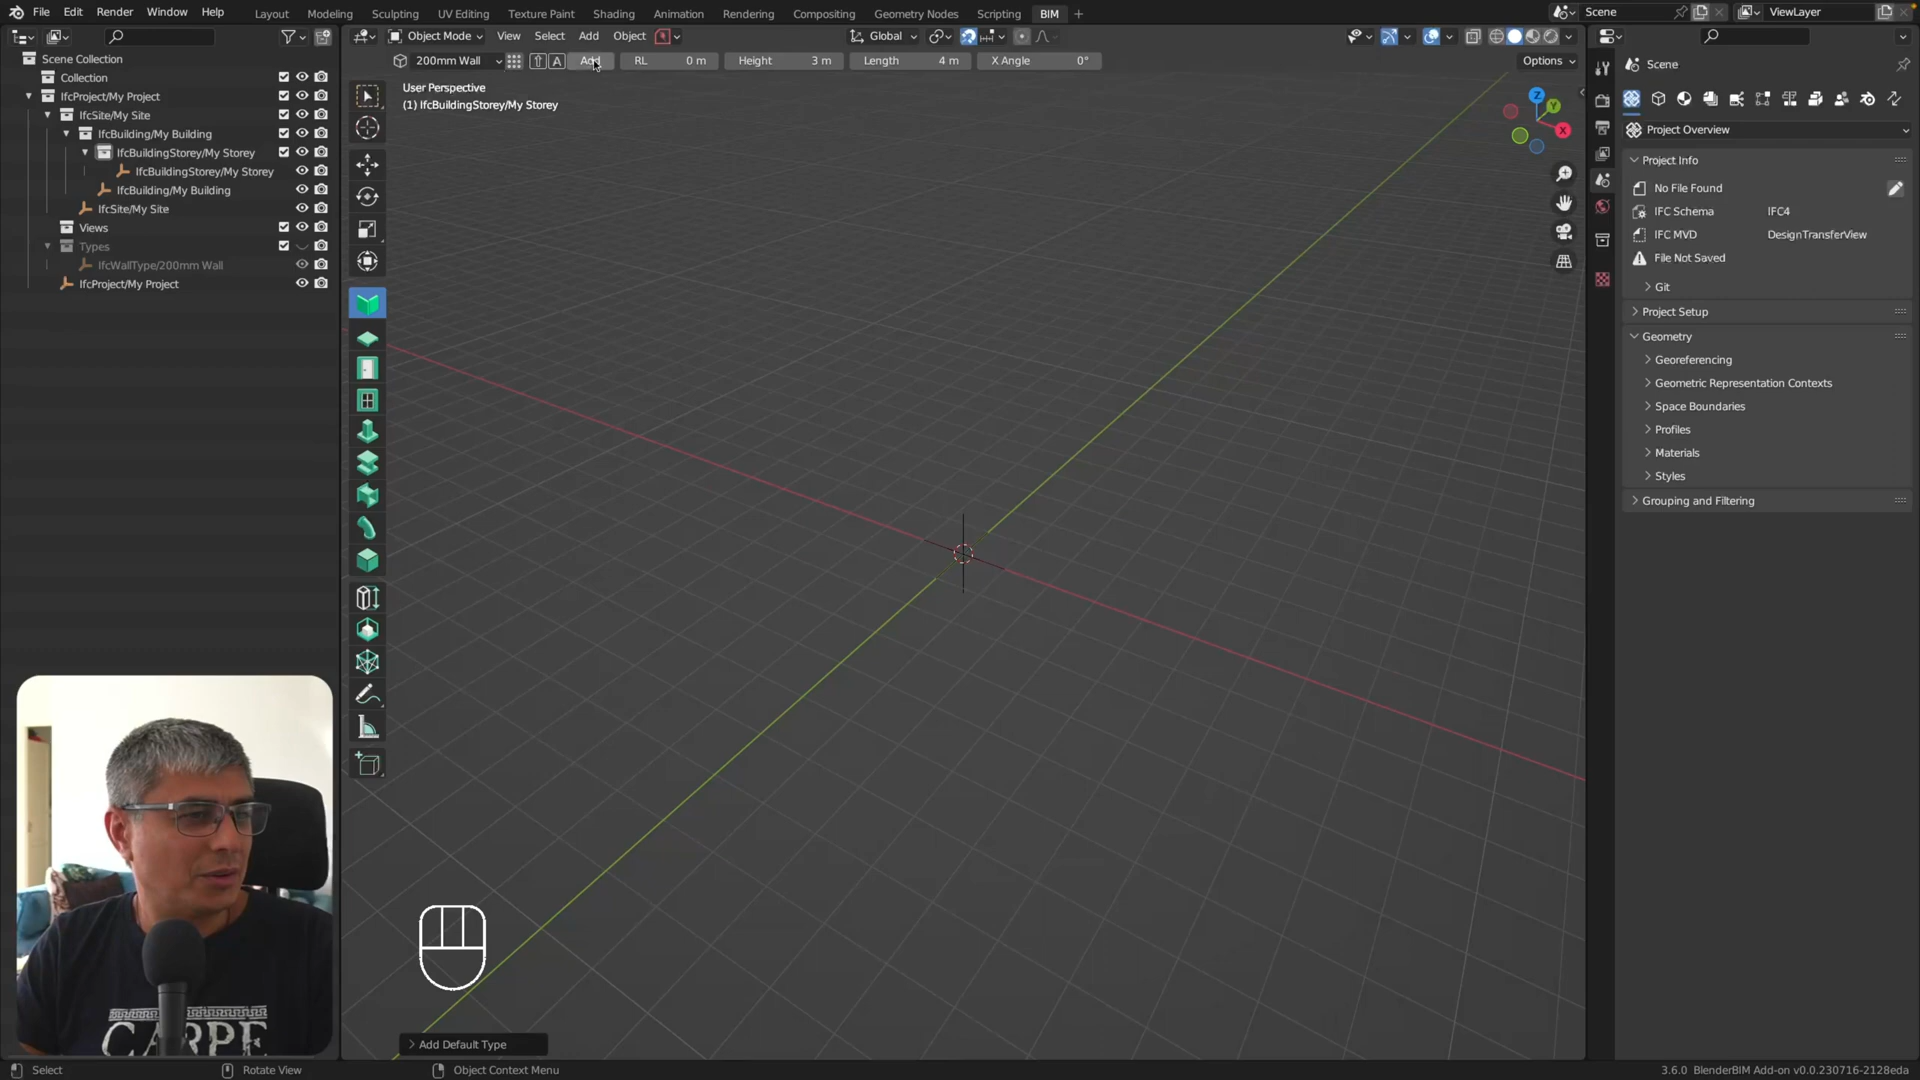 File Edit Render Window Help Layout Modeling Sculpting UV Editing Texture Paint Shading Animation Rendering Compositing Geometry Nodes Scripting BIM Scene ViewLayer
Object Mode View Select Add Object Global
200mm Wall A Add RL 0 m Height 3 m Length 4 m X Angle 0° Options
Scene Collection
Collection
IfcProject/My Project
IfcSite/My Site
IfcBuilding/My Building
IfcBuildingStorey/My Storey
IfcBuildingStorey/My Storey
IfcBuilding/My Building
IfcSite/My Site
Views
Types
IfcWallType/200mm Wall
IfcProject/My Project
User Perspective
(1) IfcBuildingStorey/My Storey
Z
Y
X
Scene
Project Overview
Project Info
No File Found
IFC Schema IFC4
IFC MVD DesignTransferView
File Not Saved
Git
Project Setup
Geometry
Georeferencing
Geometric Representation Contexts
Space Boundaries
Profiles
Materials
Styles
Grouping and Filtering
CARPE
Add Default Type
Select Rotate View Object Context Menu 3.6.0 BlenderBIM Add-on v0.0.230716-2128eda